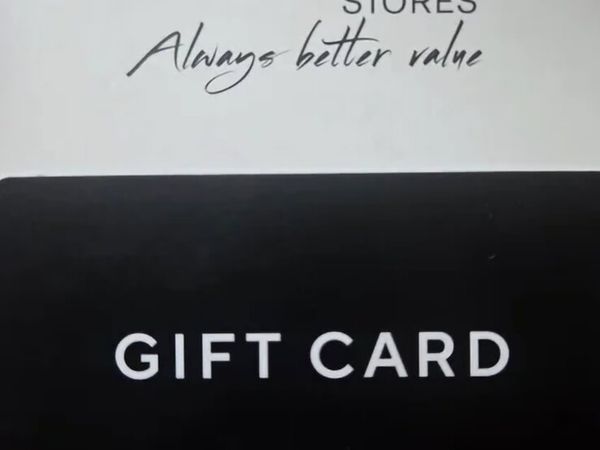 STORES
Always better value
GIFT CARD